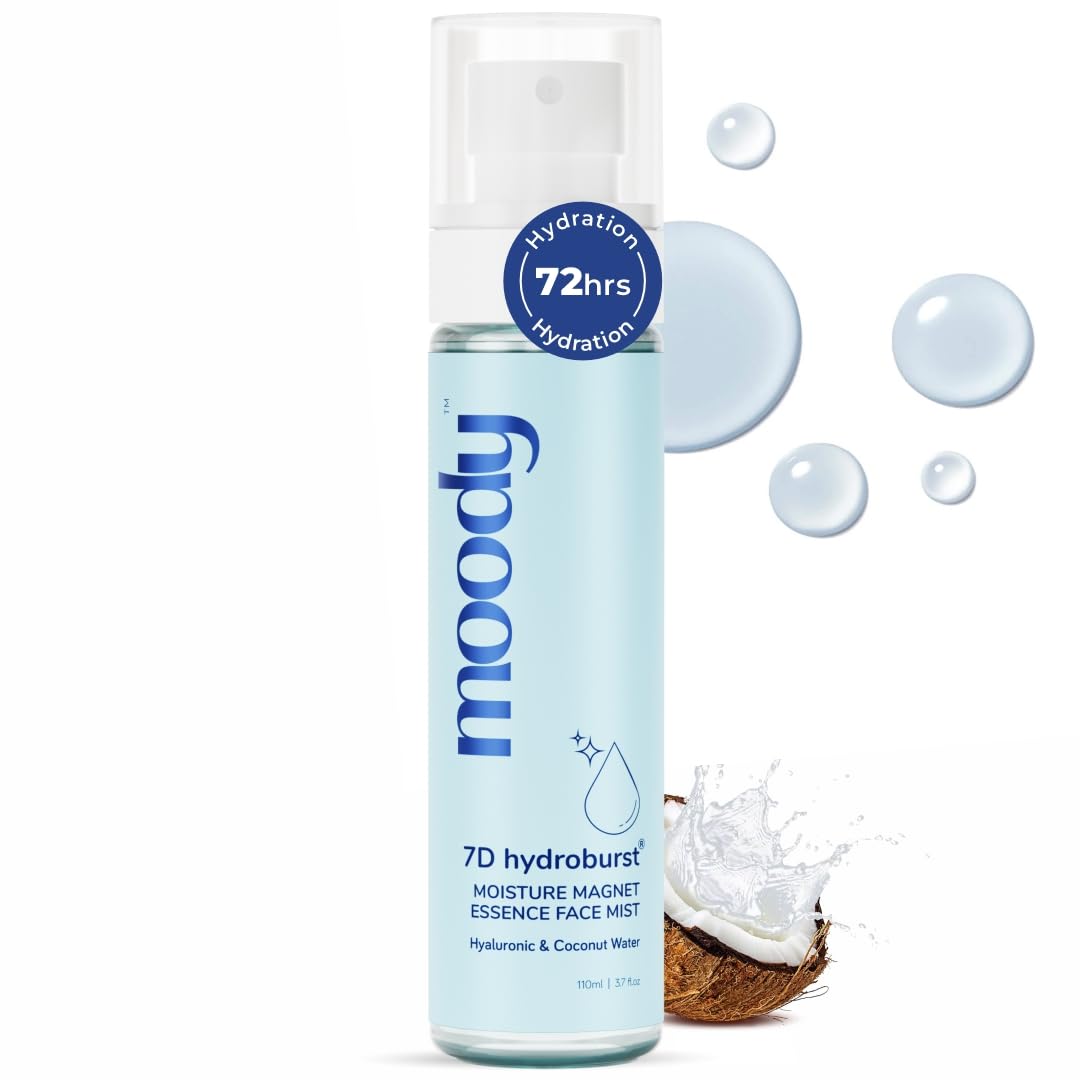 Hydration
72hrs
Hydration
moody™
7D hydroburst®
MOISTURE MAGNET
ESSENCE FACE MIST
Hyaluronic & Coconut Water
110ml | 3.7 fl.oz